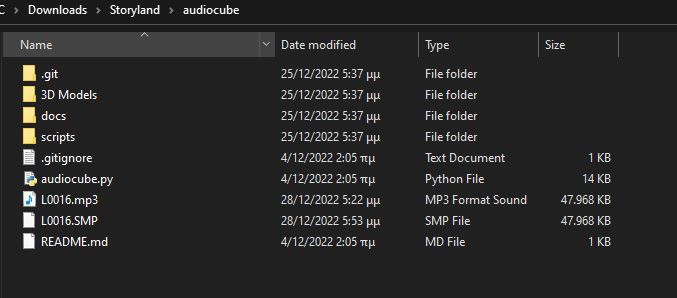 C > Downloads > Storyland > audiocube
Name Date modified Type Size
.git 25/12/2022 5:37 μμ File folder
3D Models 25/12/2022 5:37 μμ File folder
docs 25/12/2022 5:37 μμ File folder
scripts 25/12/2022 5:37 μμ File folder
.gitignore 4/12/2022 2:05 πμ Text Document 1 KB
audiocube.py 4/12/2022 2:05 πμ Python File 14 KB
L0016.mp3 28/12/2022 5:22 μμ MP3 Format Sound 47.968 KB
L0016.SMP 28/12/2022 5:53 μμ SMP File 47.968 KB
README.md 4/12/2022 2:05 πμ MD File 1 KB